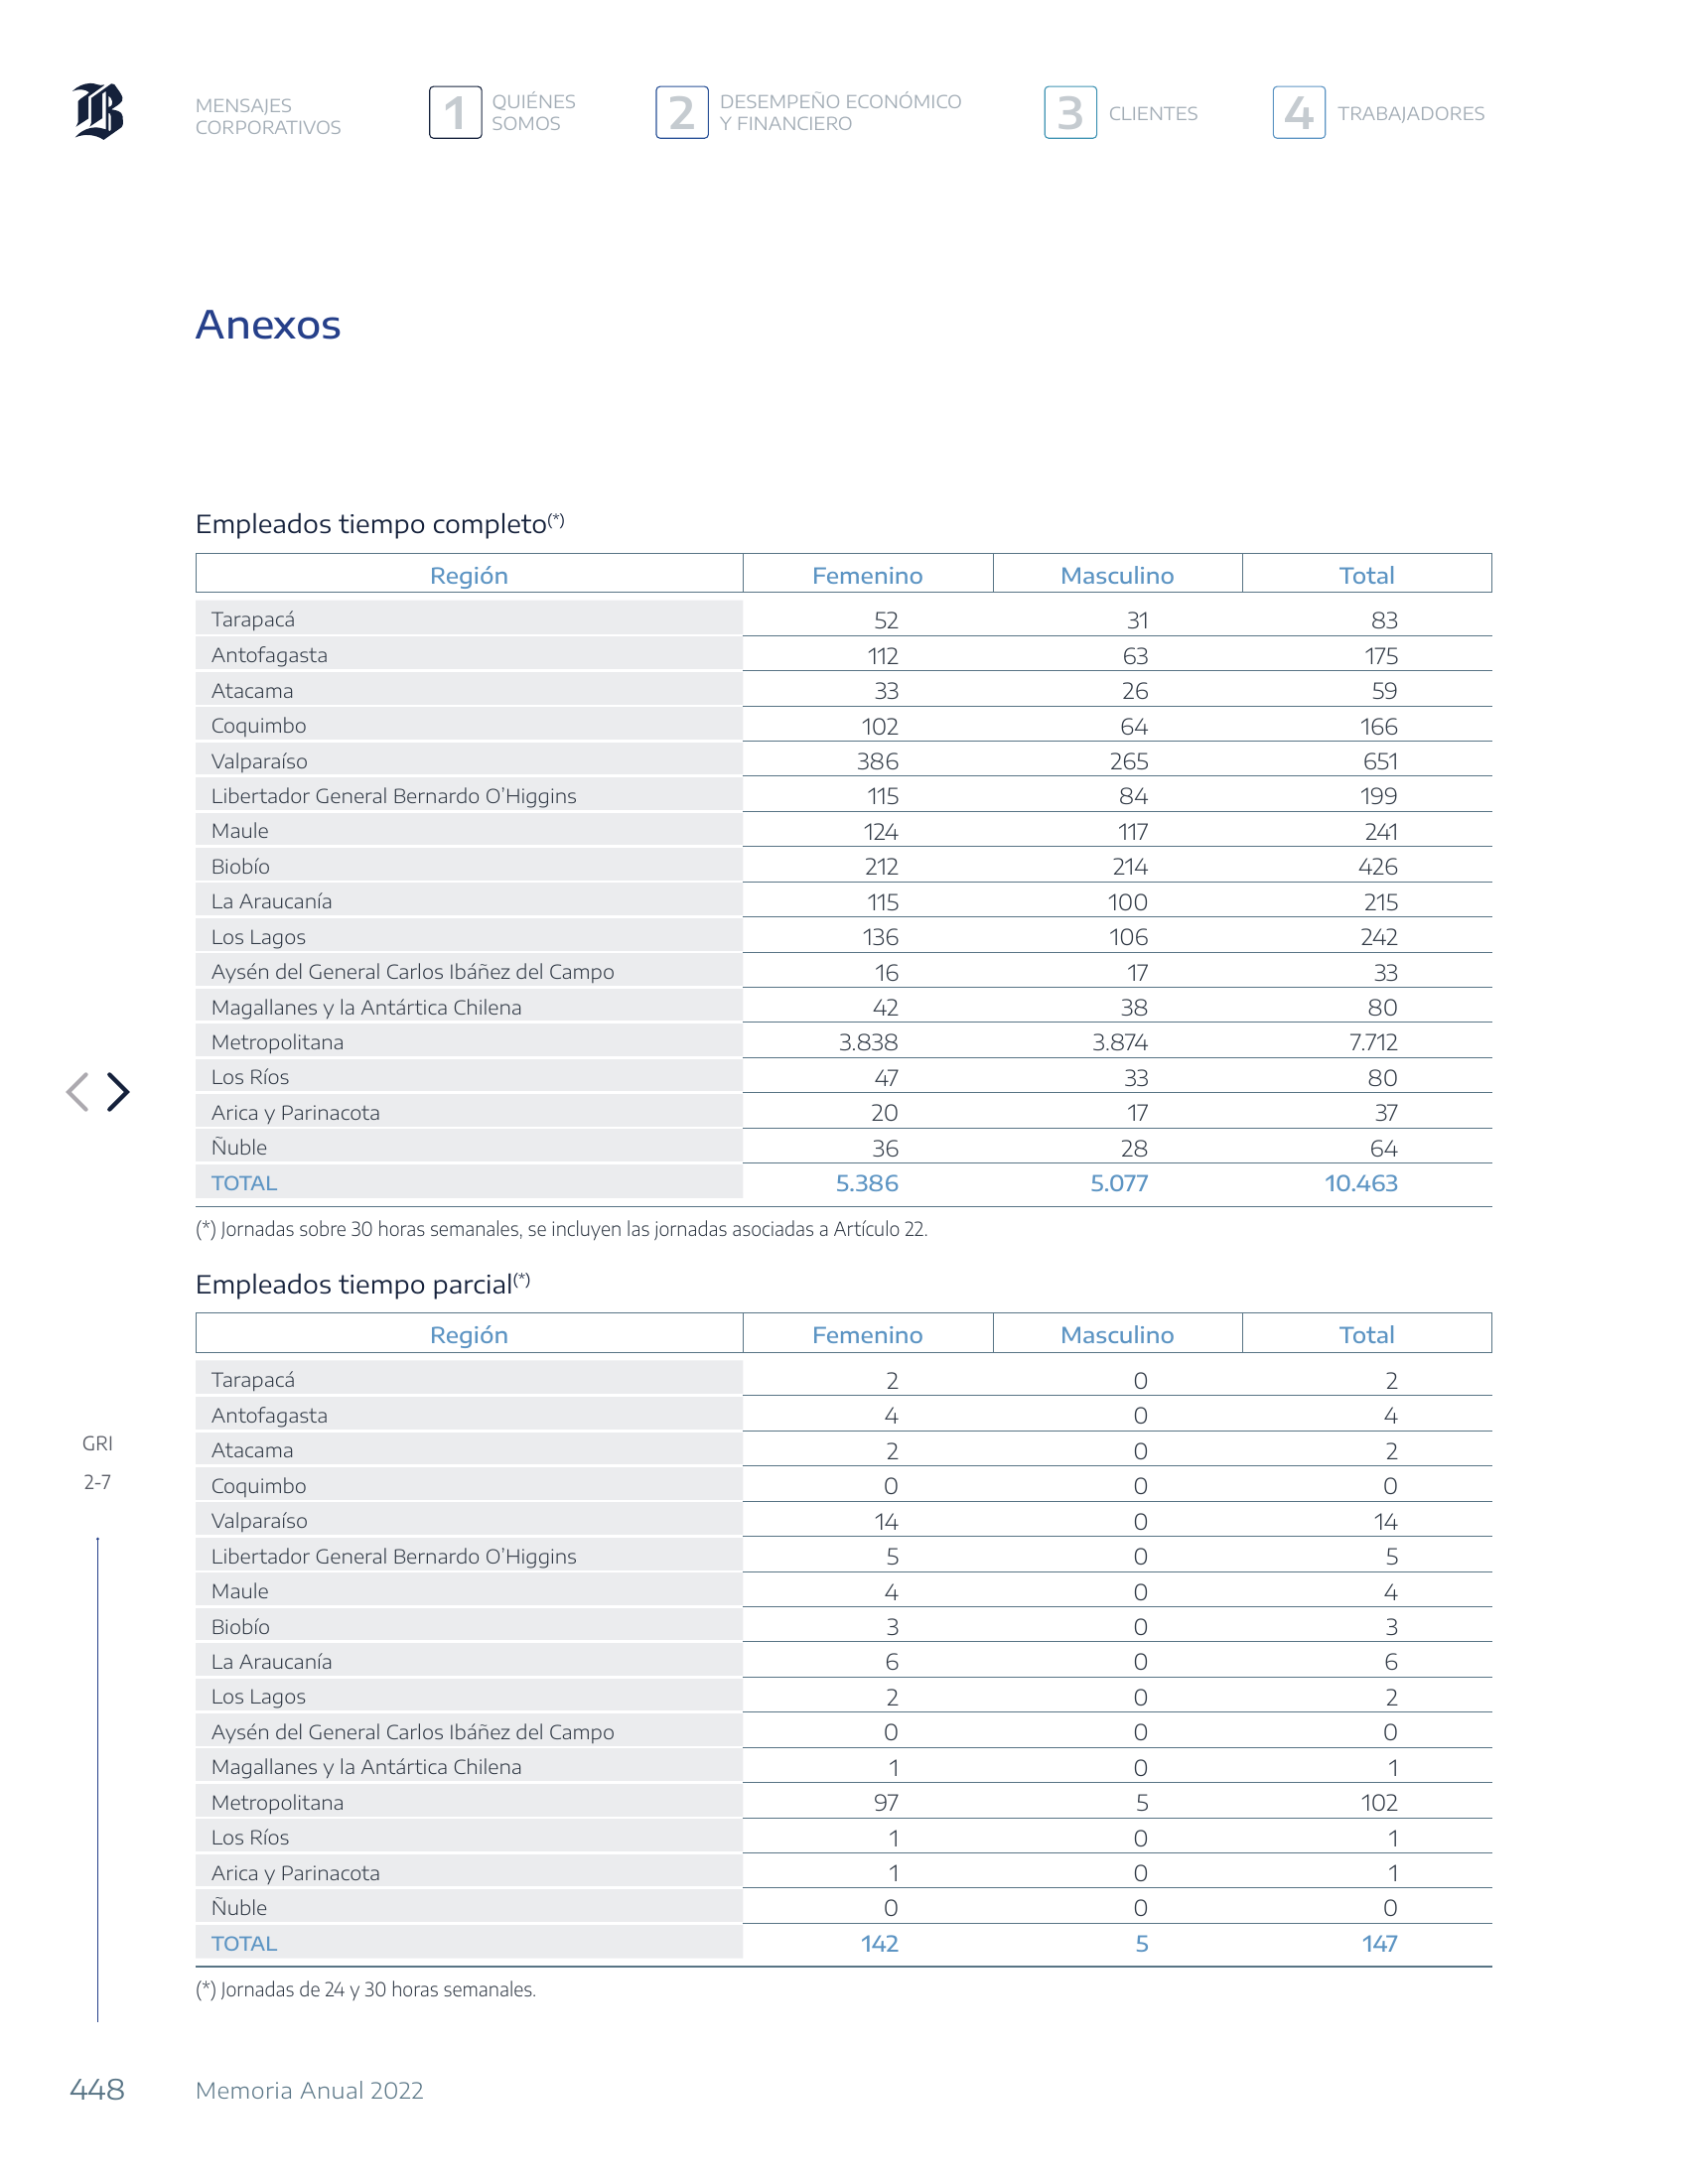 B
MENSAJES
CORPORATIVOS
1 QUIÉNES
SOMOS
2 DESEMPEÑO ECONÓMICO
Y FINANCIERO
3 CLIENTES
4 TRABAJADORES
Anexos
Empleados tiempo completo(*)
Región Femenino Masculino Total
Tarapacá 52 31 83
Antofagasta 112 63 175
Atacama 33 26 59
Coquimbo 102 64 166
Valparaíso 386 265 651
Libertador General Bernardo O’Higgins 115 84 199
Maule 124 117 241
Biobío 212 214 426
La Araucanía 115 100 215
Los Lagos 136 106 242
Aysén del General Carlos Ibáñez del Campo 16 17 33
Magallanes y la Antártica Chilena 42 38 80
Metropolitana 3.838 3.874 7.712
Los Ríos 47 33 80
Arica y Parinacota 20 17 37
Ñuble 36 28 64
TOTAL 5.386 5.077 10.463
(*) Jornadas sobre 30 horas semanales, se incluyen las jornadas asociadas a Artículo 22.
Empleados tiempo parcial(*)
Región Femenino Masculino Total
Tarapacá 2 0 2
Antofagasta 4 0 4
Atacama 2 0 2
Coquimbo 0 0 0
Valparaíso 14 0 14
Libertador General Bernardo O’Higgins 5 0 5
Maule 4 0 4
Biobío 3 0 3
La Araucanía 6 0 6
Los Lagos 2 0 2
Aysén del General Carlos Ibáñez del Campo 0 0 0
Magallanes y la Antártica Chilena 1 0 1
Metropolitana 97 5 102
Los Ríos 1 0 1
Arica y Parinacota 1 0 1
Ñuble 0 0 0
TOTAL 142 5 147
(*) Jornadas de 24 y 30 horas semanales.
GRI
2-7
448 Memoria Anual 2022